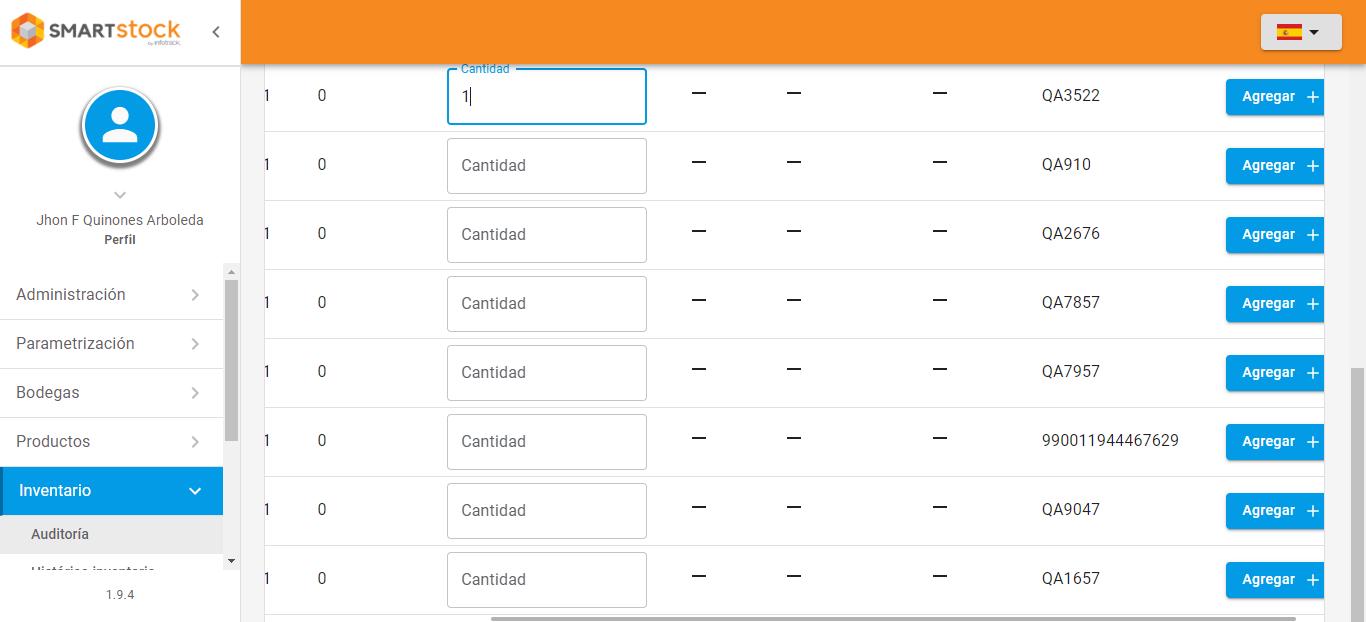 SMARTstock
by infotrack.
Jhon F Quinones Arboleda
Perfil
Administración
Parametrización
Bodegas
Productos
Inventario
Auditoría
Histórico inventario
1.9.4
Cantidad
1 0 1 — — — QA3522 Agregar +
1 0 Cantidad — — — QA910 Agregar +
1 0 Cantidad — — — QA2676 Agregar +
1 0 Cantidad — — — QA7857 Agregar +
1 0 Cantidad — — — QA7957 Agregar +
1 0 Cantidad — — — 990011944467629 Agregar +
1 0 Cantidad — — — QA9047 Agregar +
1 0 Cantidad — — — QA1657 Agregar +